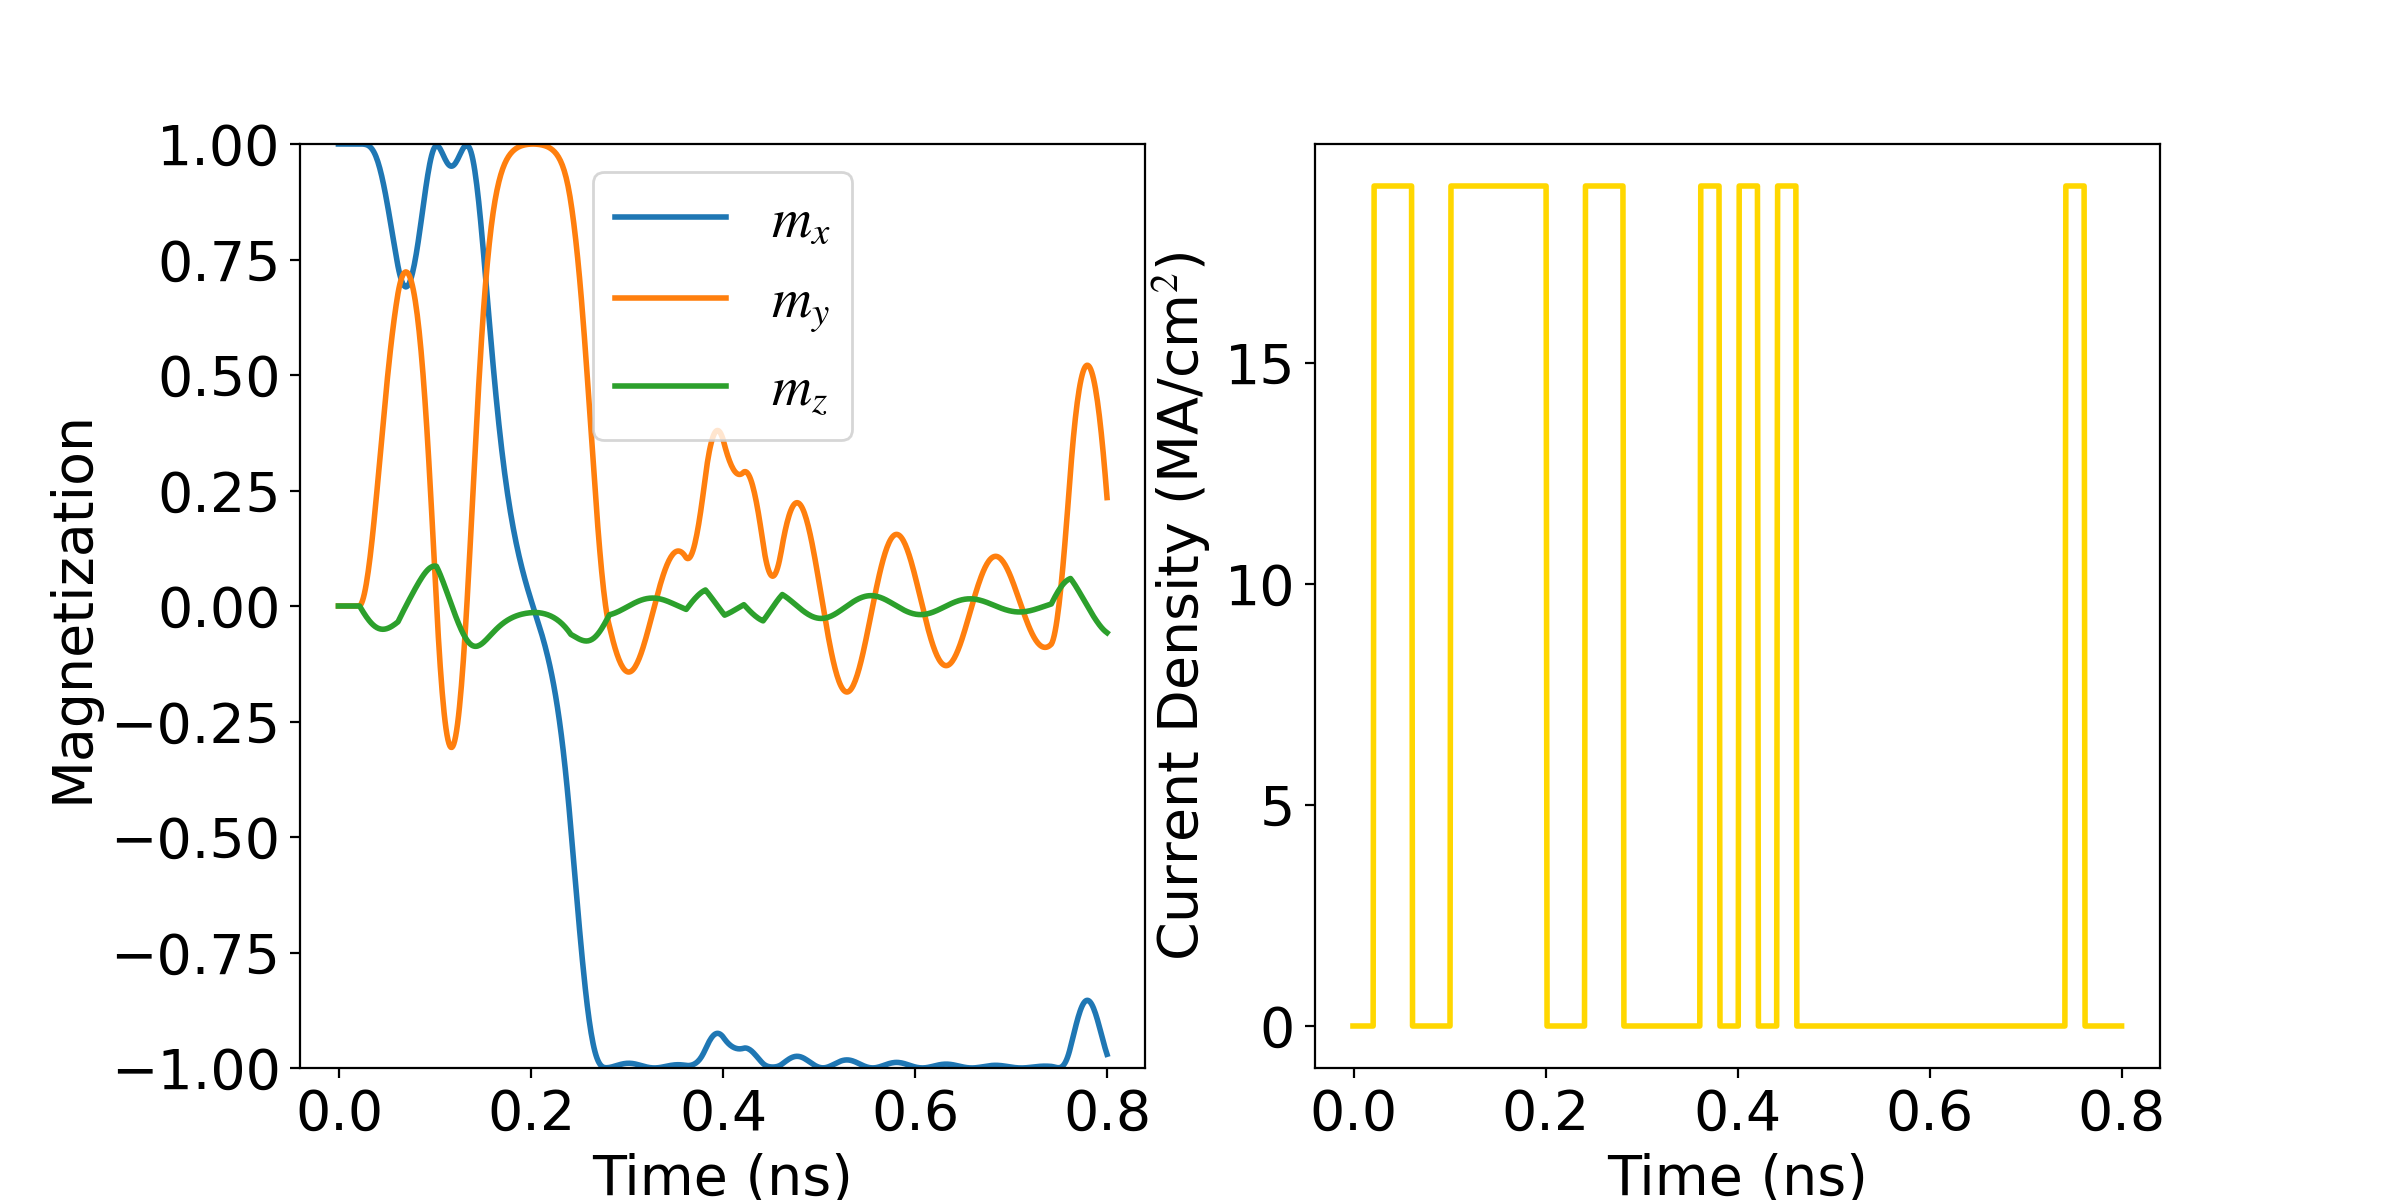 1.00
0.75
0.50
0.25
0.00
−0.25
−0.50
−0.75
−1.00
Magnetization
0.0 0.2 0.4 0.6 0.8
Time (ns)
m_x
m_y
m_z
15
10
5
0
Current Density (MA/cm²)
0.0 0.2 0.4 0.6 0.8
Time (ns)